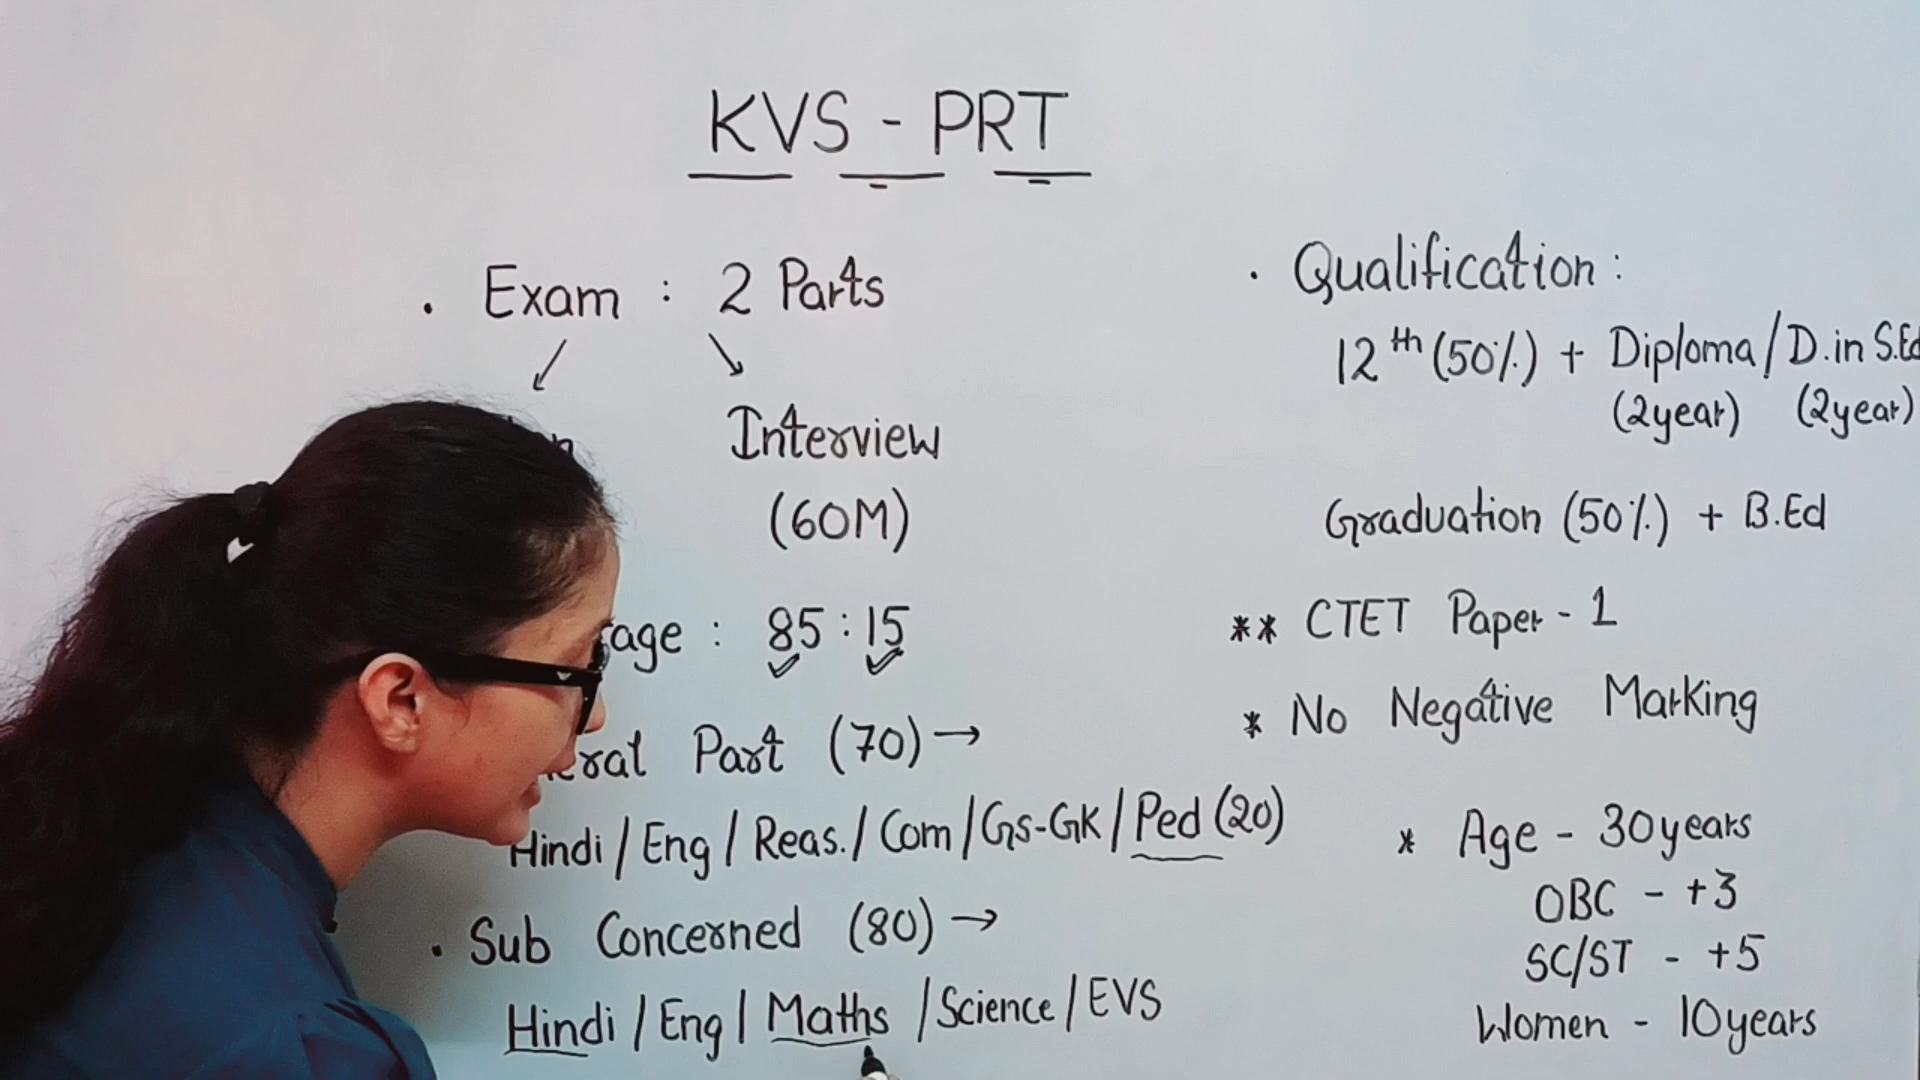 KVS - PRT
. Exam : 2 Parts
Interview
(60M)
: 85 : 15
Part (70) →
Hindi / Eng / Reas. / Com / Gs-GK / Ped (20)
. Sub Concerned (80) →
Hindi / Eng / Maths / Science / EVS
. Qualification :
12th (50%) + Diploma / D.in S.Ed
(2year) (2year)
Graduation (50%) + B.Ed
** CTET Paper - 1
* No Negative Marking
* Age - 30years
OBC - +3
SC/ST - +5
Women - 10years